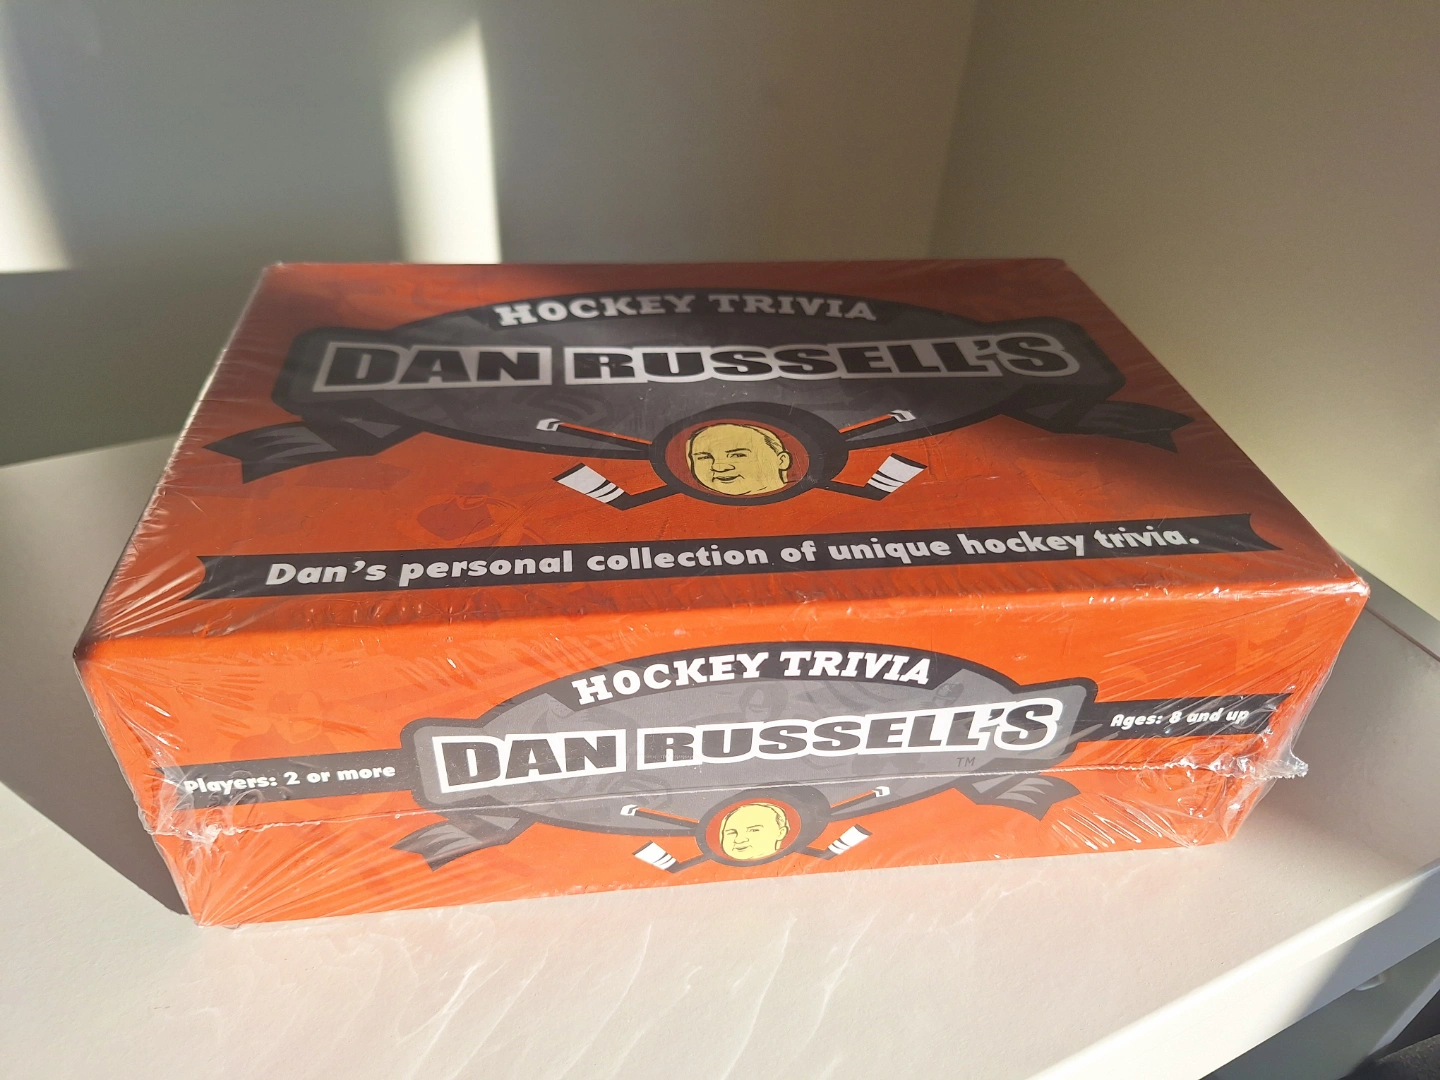 HOCKEY TRIVIA
DAN RUSSELL'S
Dan's personal collection of unique hockey trivia.
HOCKEY TRIVIA
DAN RUSSELL'S
TM
Players: 2 or more
Ages: 8 and up